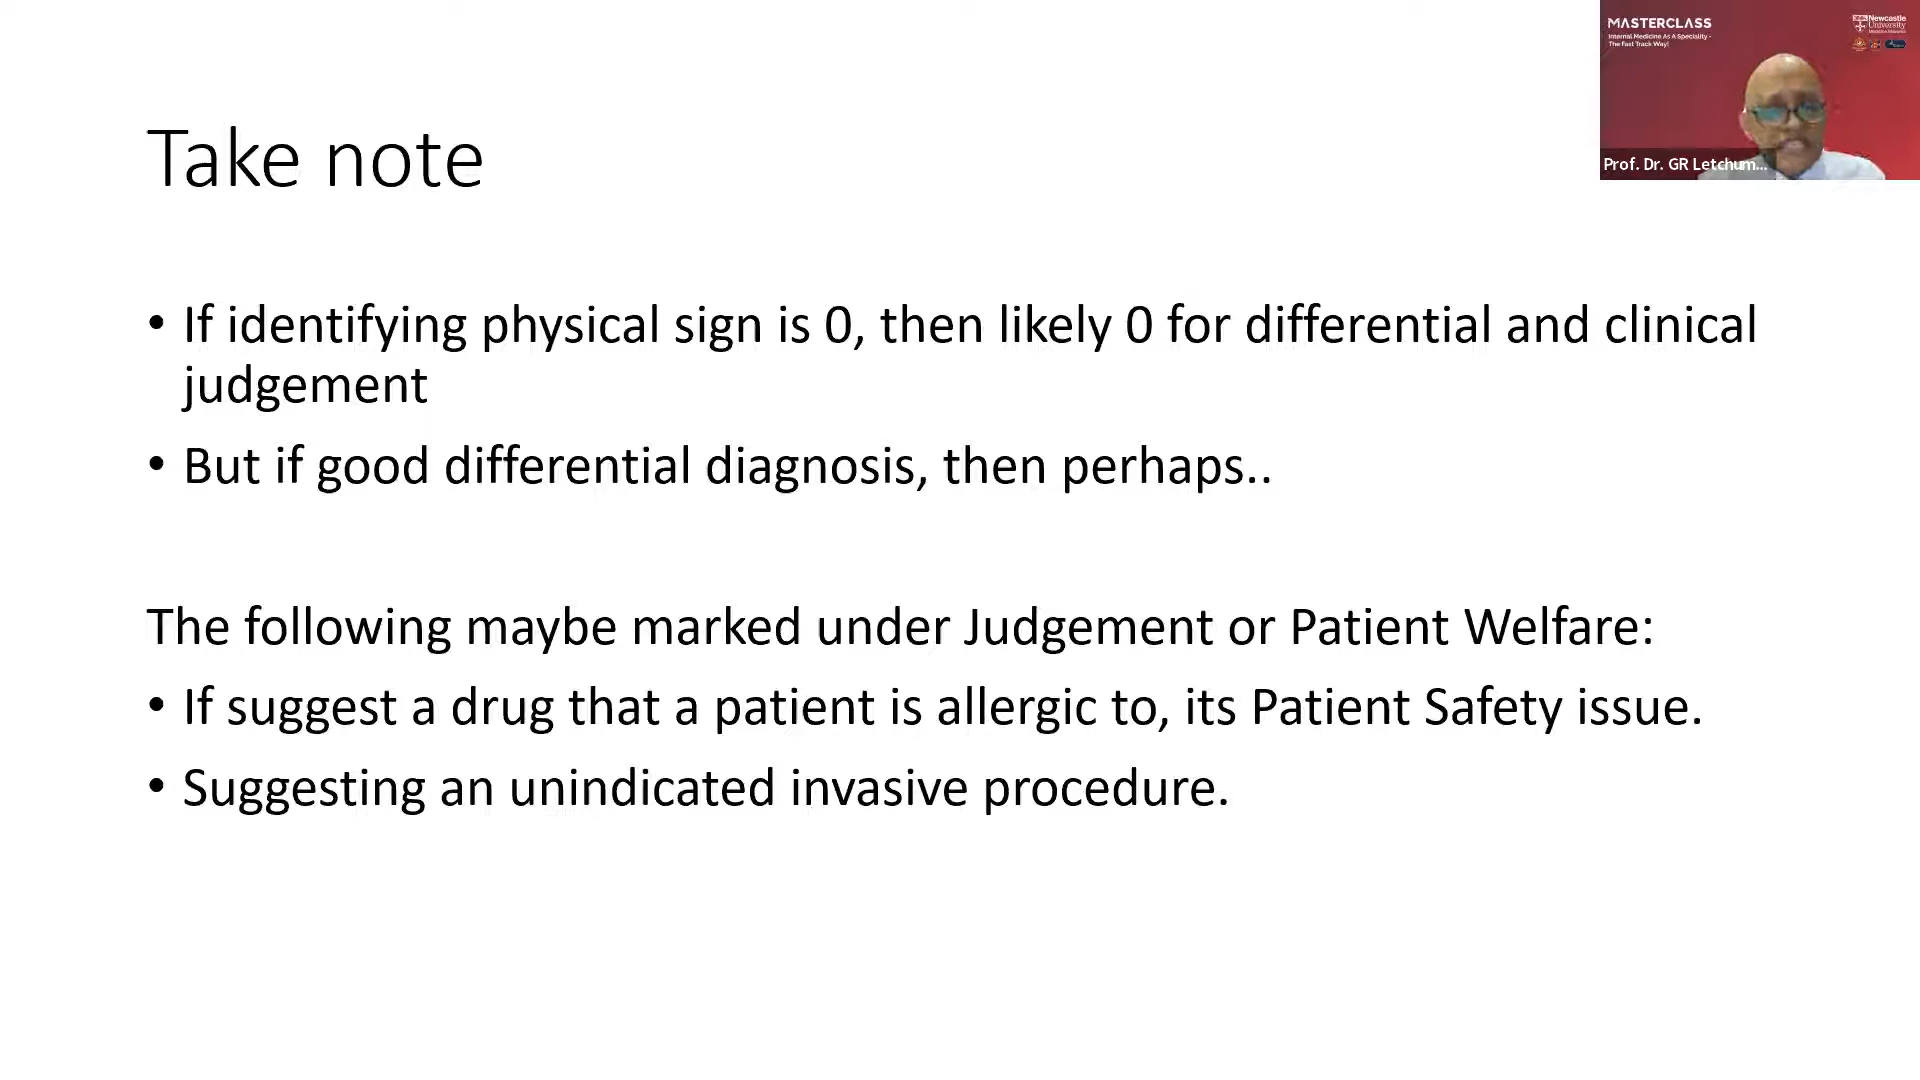 MASTERCLASS
Internal Medicine As A Speciality -
The Fast Track Way!
Newcastle
University
Prof. Dr. GR Letchum...
Take note
• If identifying physical sign is 0, then likely 0 for differential and clinical
judgement
• But if good differential diagnosis, then perhaps..
The following maybe marked under Judgement or Patient Welfare:
• If suggest a drug that a patient is allergic to, its Patient Safety issue.
• Suggesting an unindicated invasive procedure.